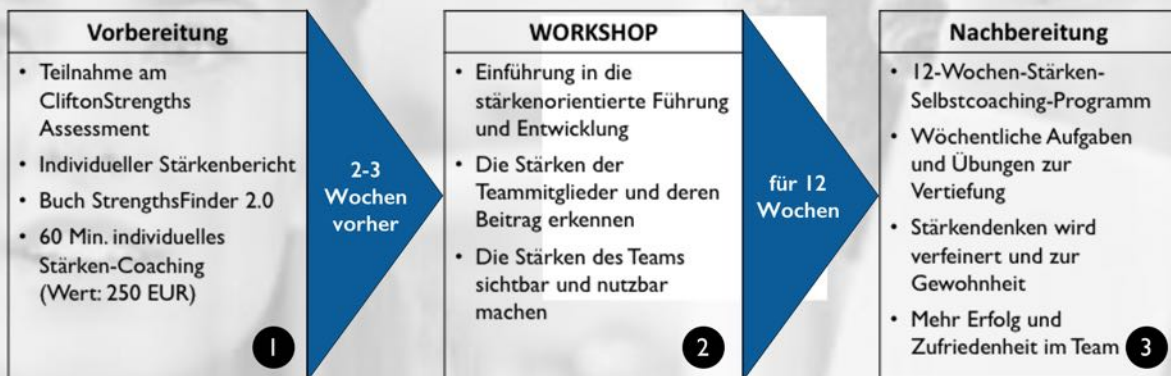 Vorbereitung
• Teilnahme am
CliftonStrengths
Assessment
• Individueller Stärkenbericht
• Buch StrengthsFinder 2.0
• 60 Min. individuelles
Stärken-Coaching
(Wert: 250 EUR)
1
2-3
Wochen
vorher
WORKSHOP
• Einführung in die
stärkenorientierte Führung
und Entwicklung
• Die Stärken der
Teammitglieder und deren
Beitrag erkennen
• Die Stärken des Teams
sichtbar und nutzbar
machen
2
für 12
Wochen
Nachbereitung
• 12-Wochen-Stärken-
Selbstcoaching-Programm
• Wöchentliche Aufgaben
und Übungen zur
Vertiefung
• Stärkendenken wird
verfeinert und zur
Gewohnheit
• Mehr Erfolg und
Zufriedenheit im Team
3